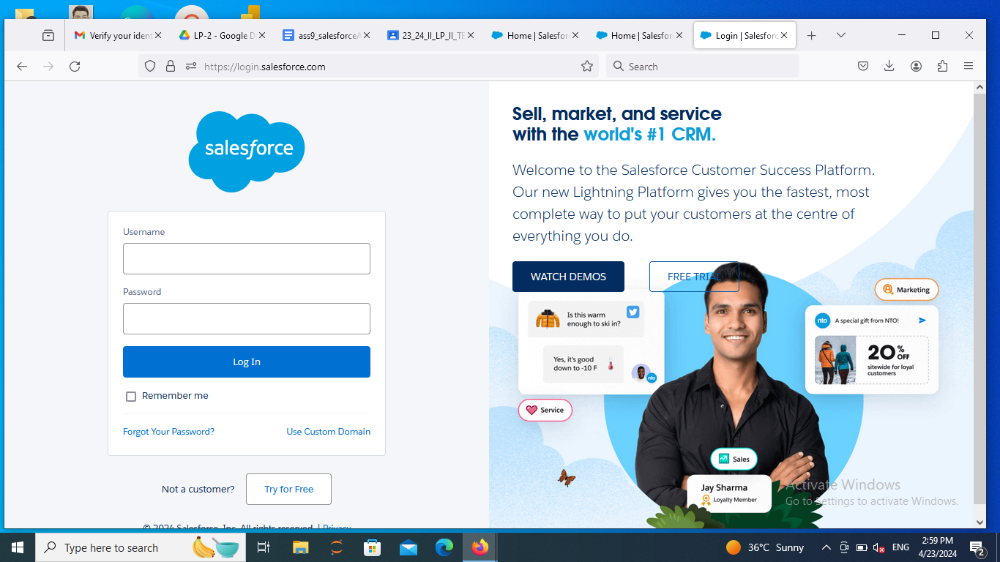 Verify your ident
LP-2 - Google D
ass9_salesforceA
23_24_II_LP_II_TE
Home | Salesforc
Home | Salesforc
Login | Salesforc
https://login.salesforce.com
Search
salesforce
Username
Password
Log In
Remember me
Forgot Your Password?
Use Custom Domain
Not a customer?
Try for Free
© 2024 Salesforce, Inc. All rights reserved. | Privacy
Sell, market, and service
with the world's #1 CRM.
Welcome to the Salesforce Customer Success Platform.
Our new Lightning Platform gives you the fastest, most
complete way to put your customers at the centre of
everything you do.
WATCH DEMOS
FREE TRIAL
Is this warm
enough to ski in?
Yes, it's good
down to -10 F
nto
Service
Marketing
nto
A special gift from NTO!
20% OFF
sitewide for loyal
customers
Sales
Jay Sharma
Loyalty Member
Activate Windows
Go to Settings to activate Windows.
Type here to search
36°C Sunny
ENG
2:59 PM
4/23/2024
2